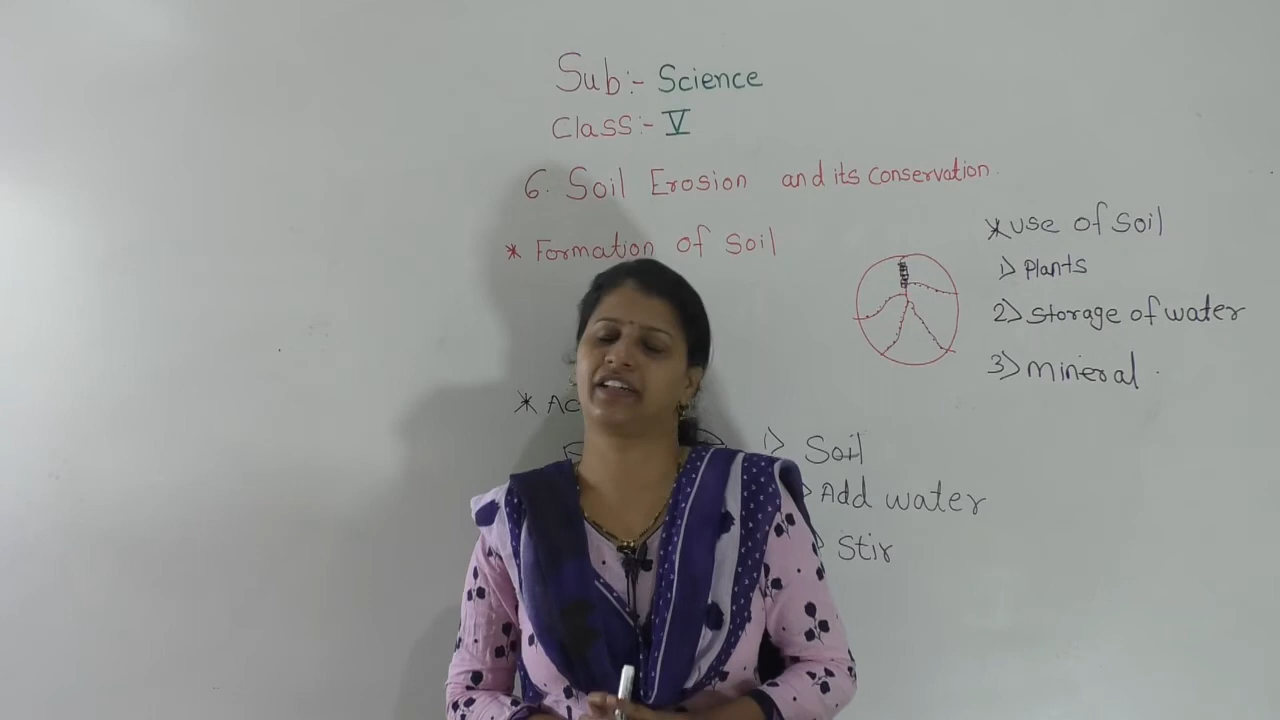 Sub:- Science
Class:- V
6. Soil Erosion and its conservation.
* Formation of soil
* use of soil
1) Plants
2) storage of water
3) mineral
1) Soil
Add water
Stir